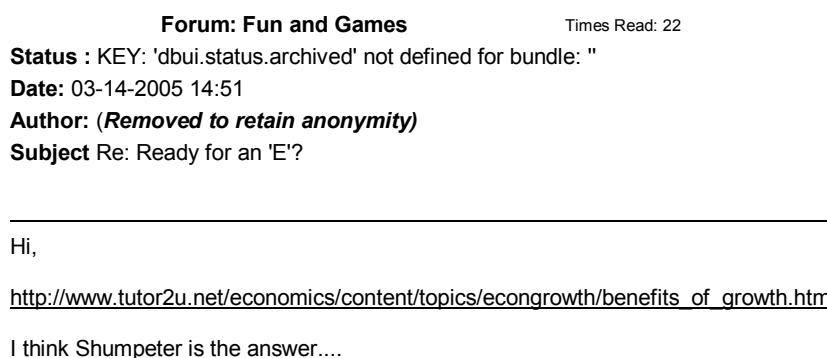 Forum: Fun and Games Times Read: 22
Status : KEY: 'dbui.status.archived' not defined for bundle: ''
Date: 03-14-2005 14:51
Author: (Removed to retain anonymity)
Subject Re: Ready for an 'E'?
Hi,
http://www.tutor2u.net/economics/content/topics/econgrowth/benefits_of_growth.htm
I think Shumpeter is the answer....